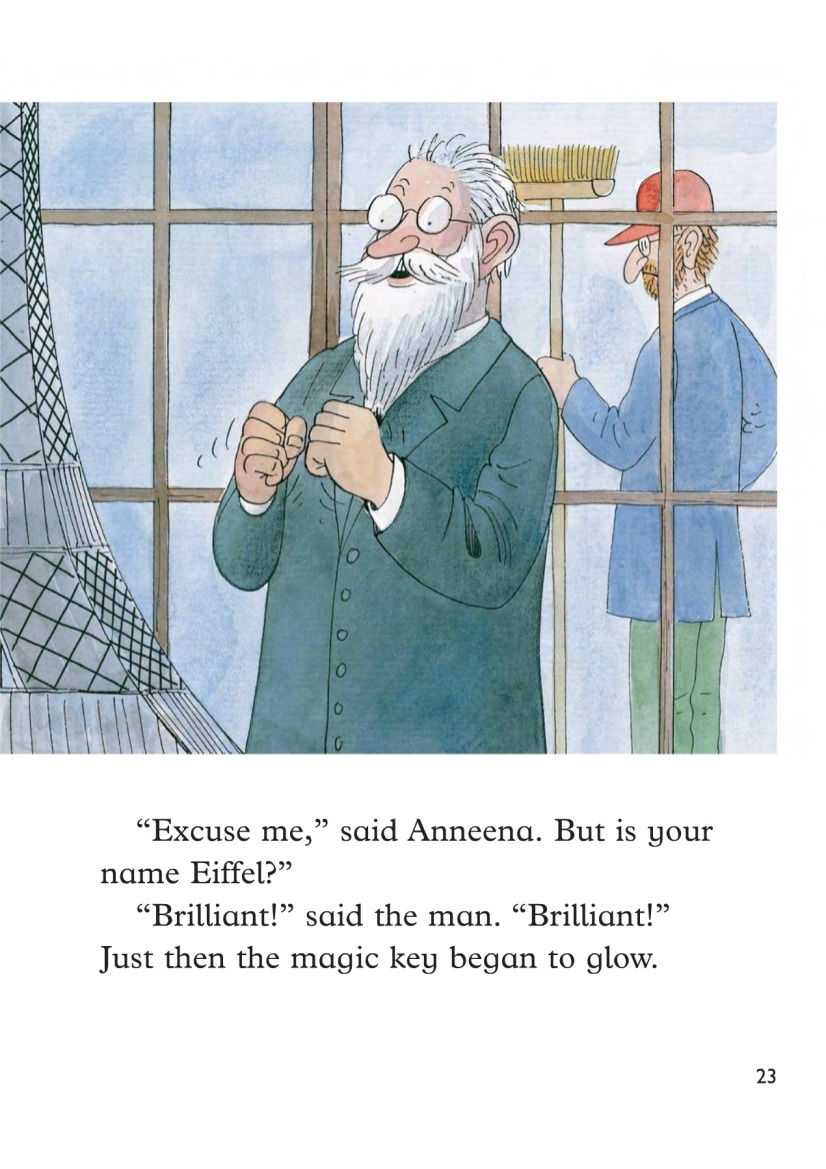 “Excuse me,” said Anneena. But is your
name Eiffel?”
“Brilliant!” said the man. “Brilliant!”
Just then the magic key began to glow.
23